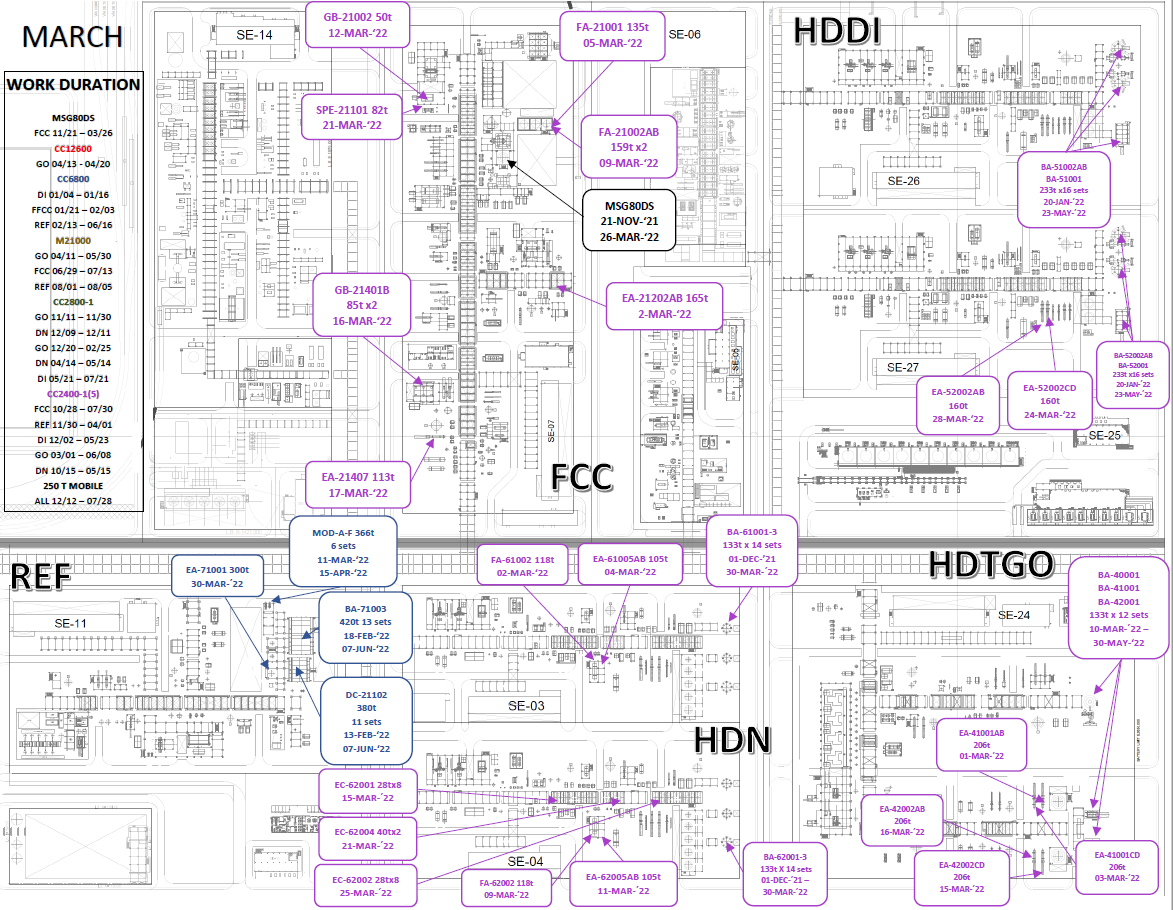 MARCH
WORK DURATION
MSG80DS
FCC 11/21 – 03/26
CC12600
GO 04/13 - 04/20
CC6800
DI 01/04 – 01/16
FFCC 01/21 – 02/03
REF 02/13 – 06/16
M21000
GO 04/11 – 05/30
FCC 06/29 – 07/13
REF 08/01 – 08/05
CC2800-1
GO 11/11 – 11/30
DN 12/09 – 12/11
GO 12/20 – 02/25
DN 04/14 – 05/14
DI 05/21 – 07/21
CC2400-1(5)
FCC 10/28 – 07/30
REF 11/30 – 04/01
DI 12/02 – 05/23
GO 03/01 – 06/08
DN 10/15 – 05/15
250 T MOBILE
ALL 12/12 – 07/28
SE-14
GB-21002 50t
12-MAR-‘22
FA-21001 135t
05-MAR-‘22
SE-06
SPE-21101 82t
21-MAR-‘22
FA-21002AB
159t x2
09-MAR-‘22
MSG80DS
21-NOV-‘21
26-MAR-‘22
GB-21401B
85t x2
16-MAR-‘22
EA-21202AB 165t
2-MAR-‘22
SE-05
SE-07
EA-21407 113t
17-MAR-‘22
FCC
HDDI
SE-26
BA-51002AB
BA-51001
233t x16 sets
20-JAN-‘22
23-MAY-‘22
SE-27
EA-52002AB
160t
28-MAR-‘22
EA-52002CD
160t
24-MAR-‘22
BA-52002AB
BA-52001
233t x16 sets
20-JAN-‘22
23-MAY-‘22
SE-25
REF
SE-11
EA-71001 300t
30-MAR-´22
MOD-A-F 366t
6 sets
11-MAR-‘22
15-APR-‘22
BA-71003
420t 13 sets
18-FEB-‘22
07-JUN-‘22
DC-21102
380t
11 sets
13-FEB-‘22
07-JUN-‘22
FA-61002 118t
02-MAR-‘22
EA-61005AB 105t
04-MAR-‘22
BA-61001-3
133t x 14 sets
01-DEC-‘21
30-MAR-‘22
SE-03
HDN
EC-62001 28tx8
15-MAR-´22
EC-62004 40tx2
21-MAR-´22
EC-62002 28tx8
25-MAR-´22
SE-04
FA-62002 118t
09-MAR-‘22
EA-62005AB 105t
11-MAR-‘22
BA-62001-3
133t X 14 sets
01-DEC-‘21 –
30-MAR-‘22
HDTGO
SE-24
BA-40001
BA-41001
BA-42001
133t x 12 sets
10-MAR-´22 –
30-MAY-‘22
EA-41001AB
206t
01-MAR-‘22
EA-42002AB
206t
16-MAR-‘22
EA-42002CD
206t
15-MAR-‘22
EA-41001CD
206t
03-MAR-‘22